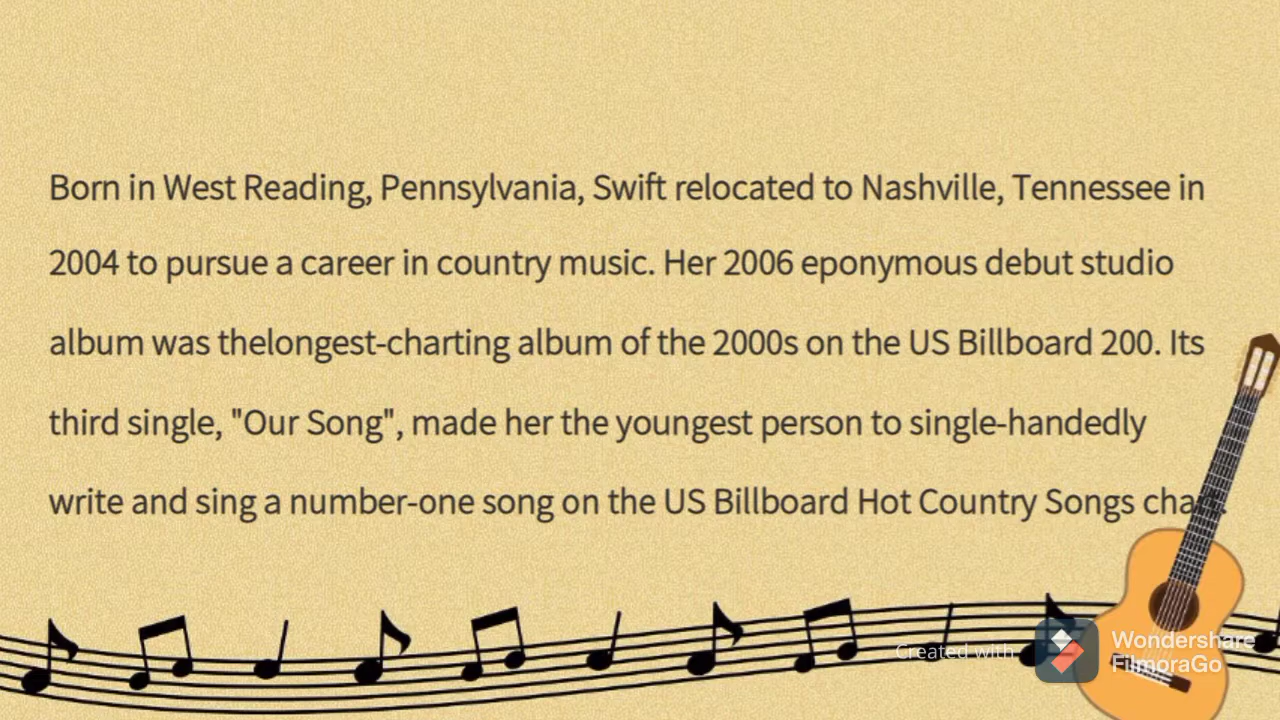 Born in West Reading, Pennsylvania, Swift relocated to Nashville, Tennessee in
2004 to pursue a career in country music. Her 2006 eponymous debut studio
album was thelongest-charting album of the 2000s on the US Billboard 200. Its
third single, "Our Song", made her the youngest person to single-handedly
write and sing a number-one song on the US Billboard Hot Country Songs chart.
Created with
Wondershare
FilmoraGo